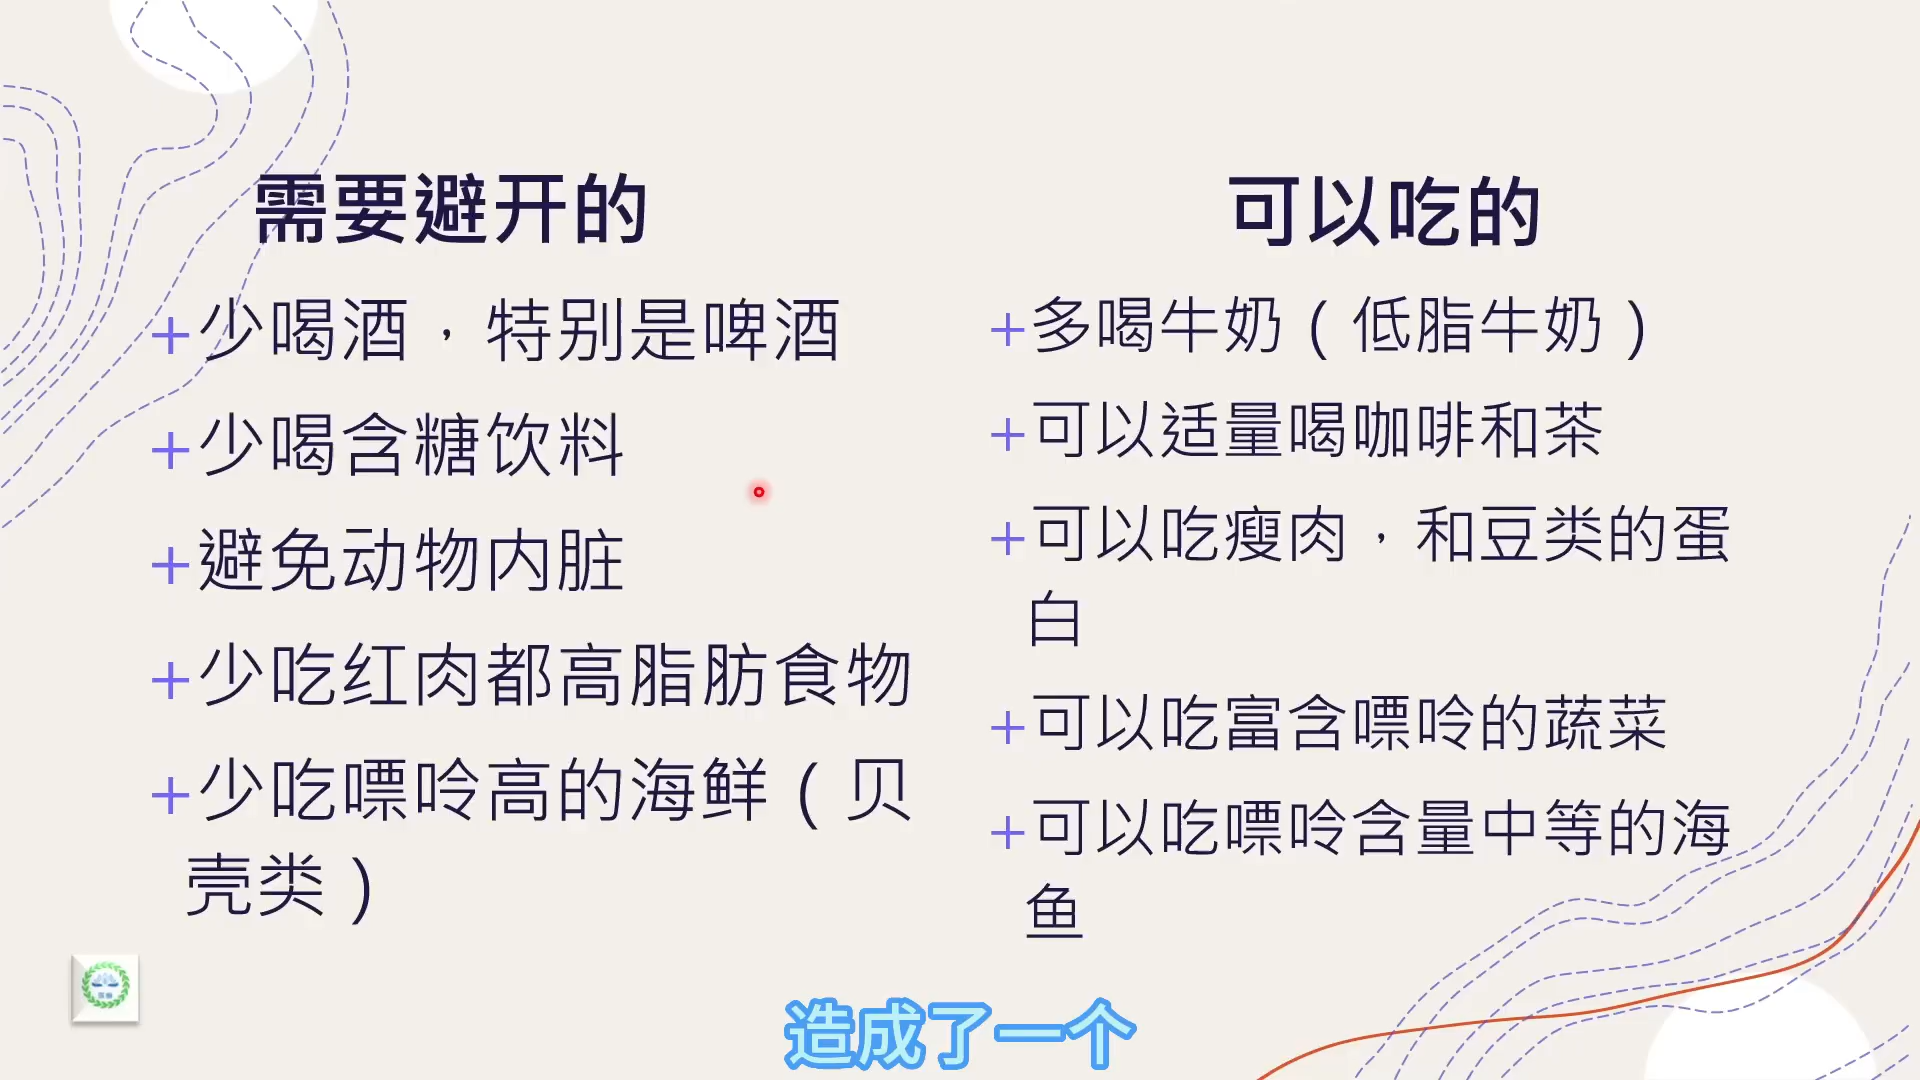 需要避开的
+少喝酒，特别是啤酒
+少喝含糖饮料
+避免动物内脏
+少吃红肉都高脂肪食物
+少吃嘌呤高的海鲜（贝
壳类）
可以吃的
+多喝牛奶（低脂牛奶）
+可以适量喝咖啡和茶
+可以吃瘦肉，和豆类的蛋
白
+可以吃富含嘌呤的蔬菜
+可以吃嘌呤含量中等的海
鱼
造成了一个